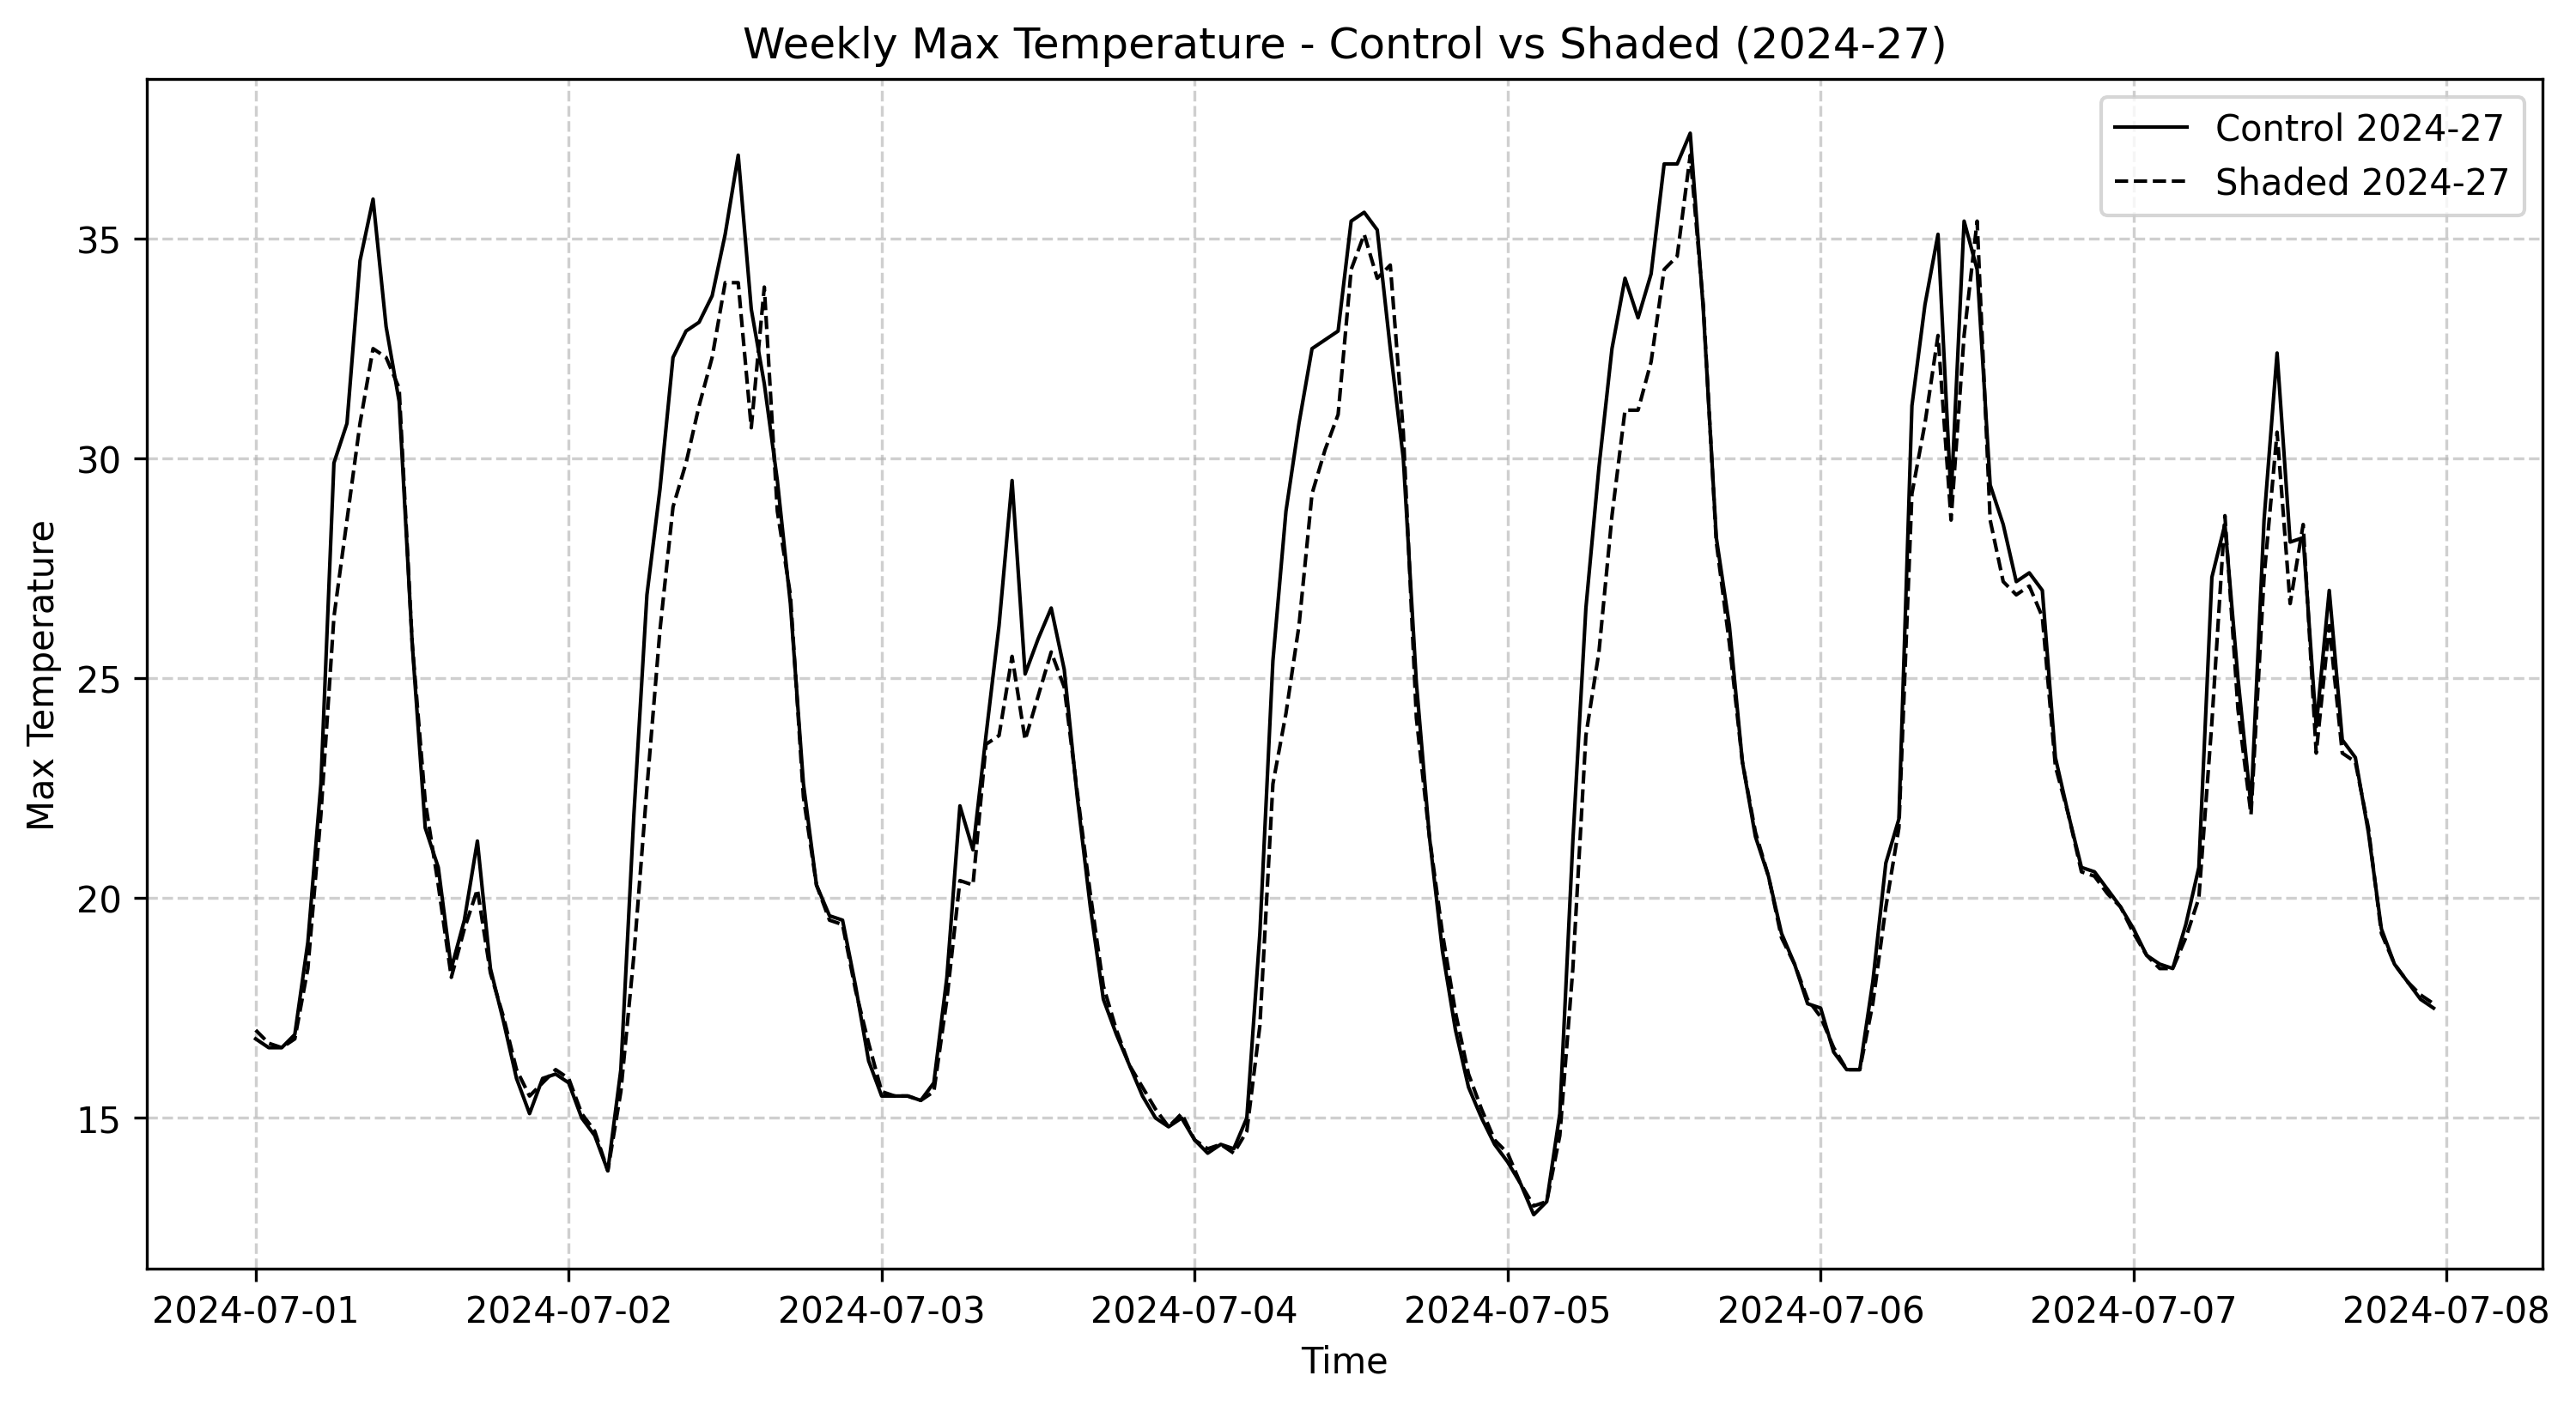 Weekly Max Temperature - Control vs Shaded (2024-27)
Control 2024-27
Shaded 2024-27
Max Temperature
35
30
25
20
15
2024-07-01
2024-07-02
2024-07-03
2024-07-04
2024-07-05
2024-07-06
2024-07-07
2024-07-08
Time